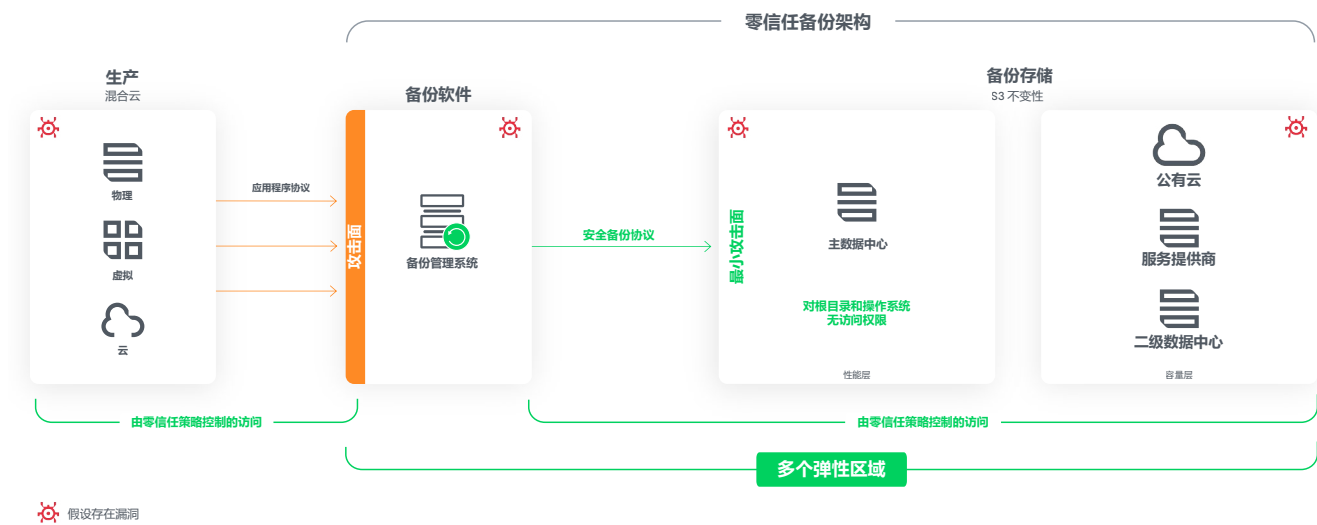 零信任备份架构
生产
混合云
备份软件
备份存储
S3 不变性
物理
虚拟
云
应用程序协议
攻击面
备份管理系统
安全备份协议
最小攻击面
主数据中心
对根目录和操作系统
无访问权限
性能层
公有云
服务提供商
二级数据中心
容量层
由零信任策略控制的访问
由零信任策略控制的访问
多个弹性区域
假设存在漏洞